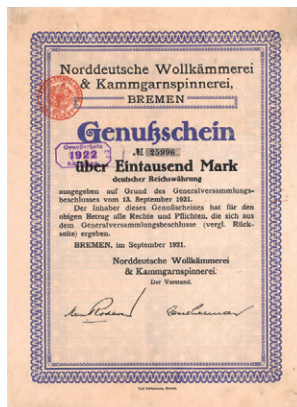 Norddeutsche Wollkämmerei
& Kammgarnspinnerei,
BREMEN
Genußschein
№ 25996
Genußschein
1922
über Eintausend Mark
deutscher Reichswährung
ausgegeben auf Grund des Generalversammlungs-
beschlusses vom 13. September 1921.
Der Inhaber dieses Genußscheines hat für den
obigen Betrag alle Rechte und Pflichten, die sich aus
dem Generalversammlungsbeschlusse (vergl. Rück-
seite) ergeben.
BREMEN, im September 1921.
Norddeutsche Wollkämmerei
& Kammgarnspinnerei.
Der Vorstand.